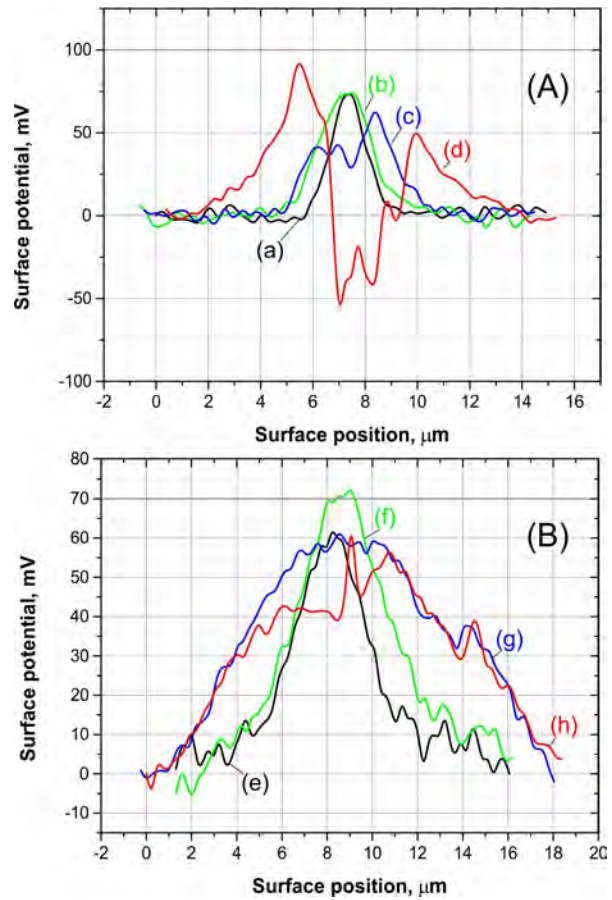 100
(A)
(b)
50
(c)
(d)
0
(a)
-50
-100
-2 0 2 4 6 8 10 12 14 16
Surface potential, mV
Surface position, μm
80
70
(f)
(B)
60
50
40
(g)
30
20
10
(h)
(e)
0
-10
-2 0 2 4 6 8 10 12 14 16 18 20
Surface potential, mV
Surface position, μm